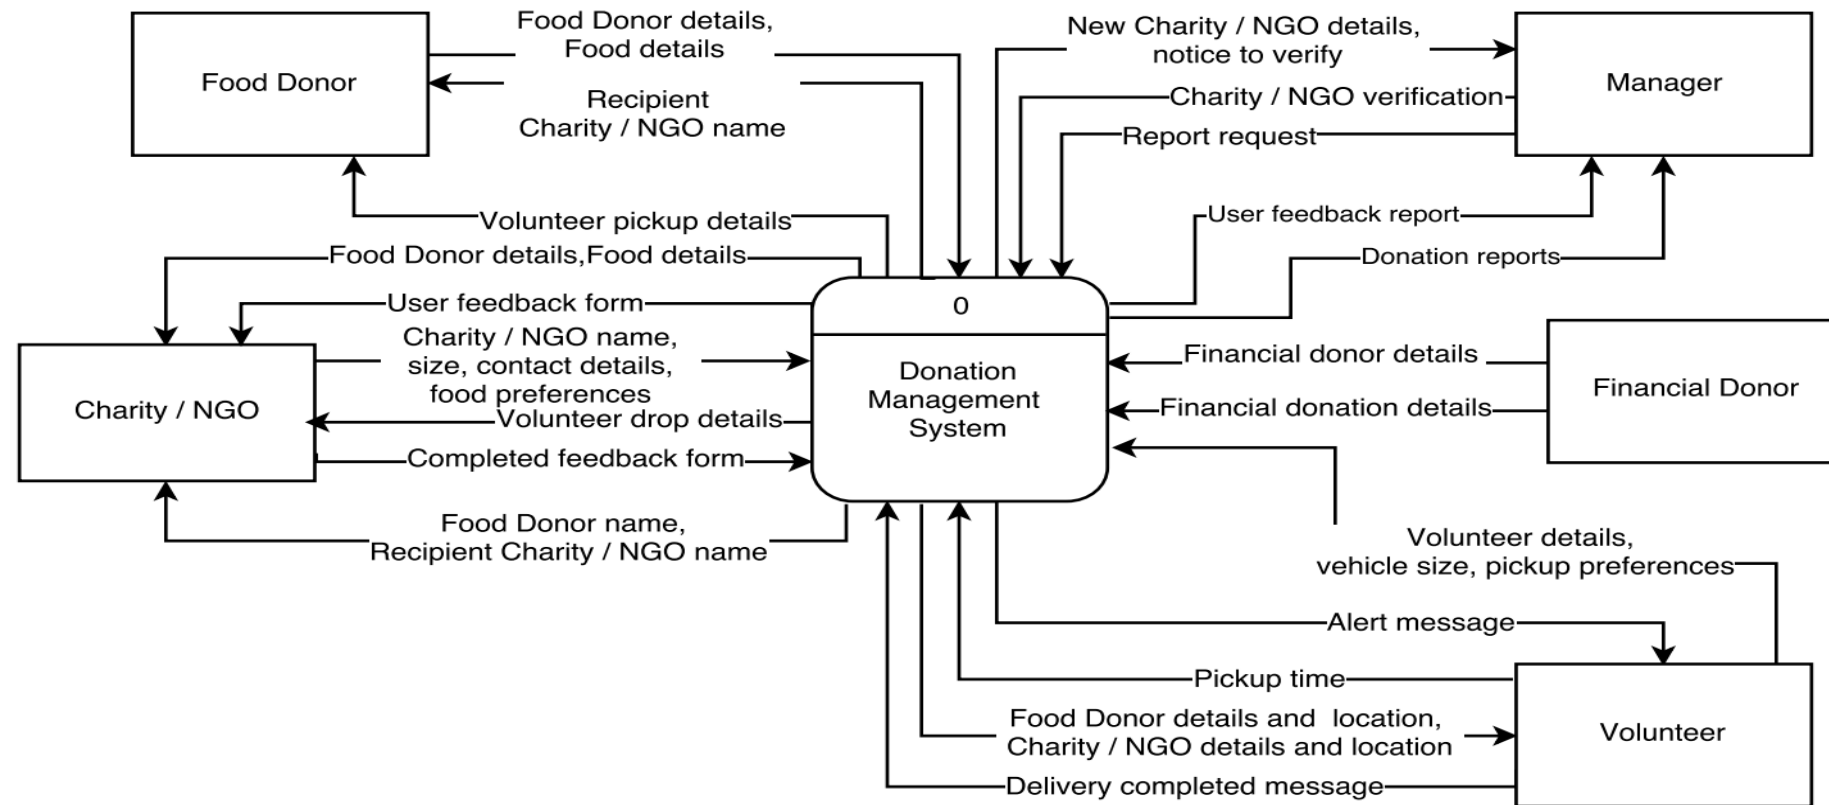 Food Donor details,
Food details
Food Donor
Recipient
Charity / NGO name
New Charity / NGO details,
notice to verify
Manager
Charity / NGO verification
Report request
Volunteer pickup details
User feedback report
Food Donor details,Food details
Donation reports
User feedback form
0
Charity / NGO name,
size, contact details,
food preferences
Charity / NGO
Donation
Management
System
Financial donor details
Financial Donor
Financial donation details
Volunteer drop details
Completed feedback form
Food Donor name,
Recipient Charity / NGO name
Volunteer details,
vehicle size, pickup preferences
Alert message
Pickup time
Food Donor details and  location,
Charity / NGO details and location
Volunteer
Delivery completed message